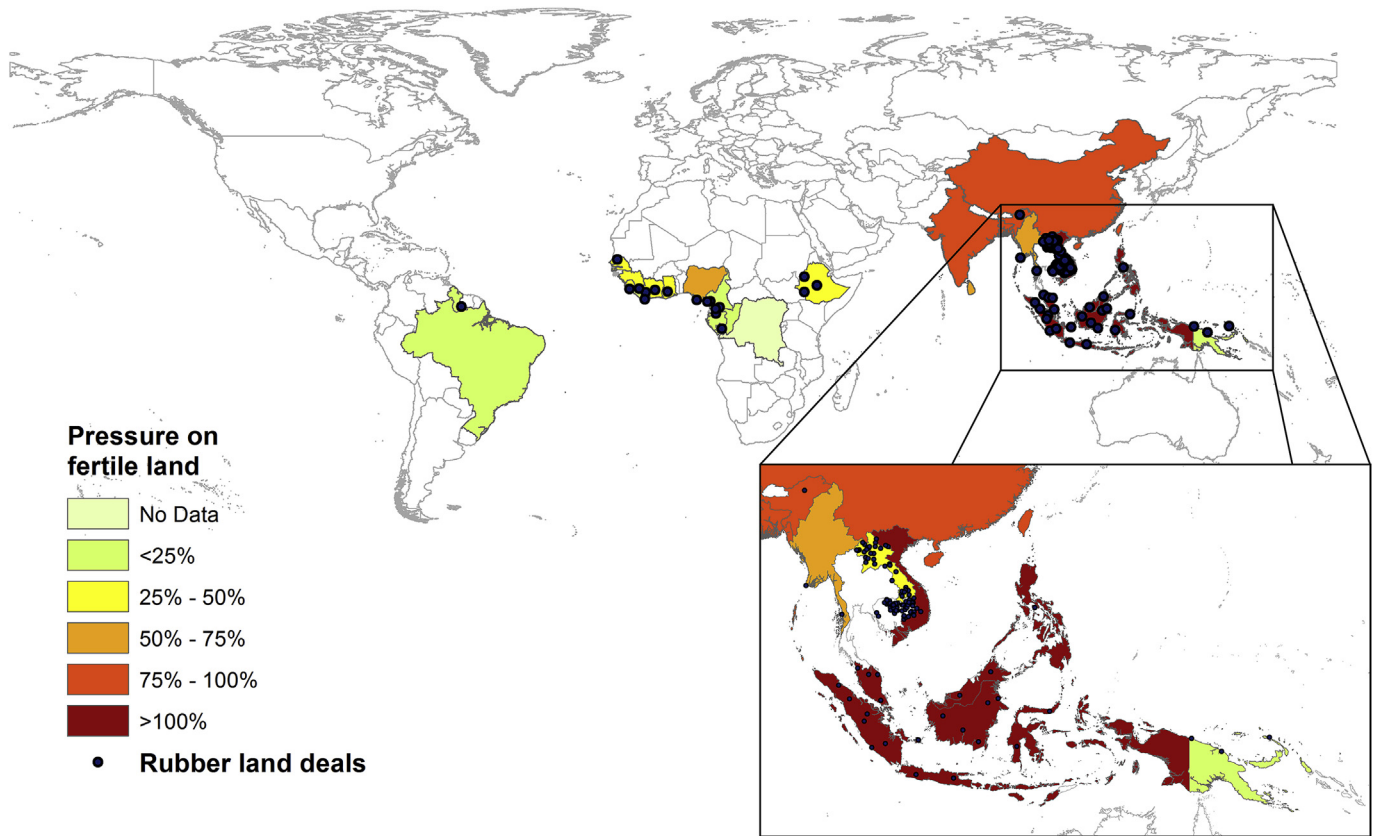 Pressure on
fertile land
No Data
<25%
25% - 50%
50% - 75%
75% - 100%
>100%
Rubber land deals